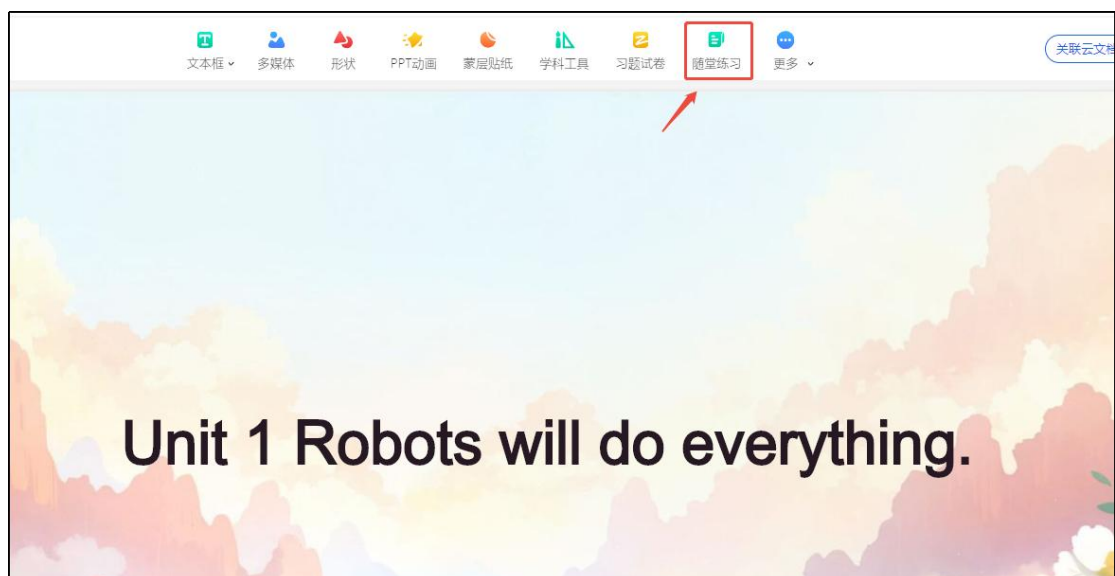 文本框 多媒体 形状 PPT动画 蒙层贴纸 学科工具 习题试卷 随堂练习 更多 关联云文档
Unit 1 Robots will do everything.